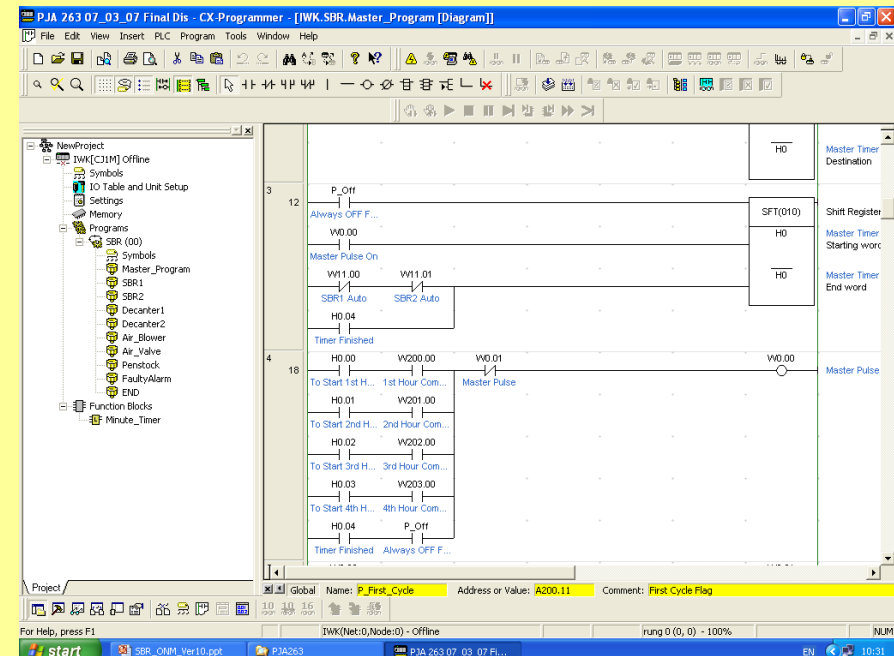 PJA 263 07_03_07 Final Dis - CX-Programmer - [IWK.SBR.Master_Program [Diagram]]
File Edit View Insert PLC Program Tools Window Help
NewProject
IWK[CJ1M] Offline
Symbols
IO Table and Unit Setup
Settings
Memory
Programs
SBR (00)
Symbols
Master_Program
SBR1
SBR2
Decanter1
Decanter2
Air_Blower
Air_Valve
Penstock
FaultyAlarm
END
Function Blocks
Minute_Timer
Project
H0 Master Timer
Destination
3
12
P_Off
Always OFF F...
SFT(010) Shift Register
W0.00
Master Pulse On
H0 Master Timer
Starting word
W11.00 W11.01
SBR1 Auto SBR2 Auto
H0 Master Timer
End word
H0.04
Timer Finished
4
18
H0.00 W200.00 W0.01 W0.00
To Start 1st H... 1st Hour Com... Master Pulse Master Pulse
H0.01 W201.00
To Start 2nd H... 2nd Hour Com...
H0.02 W202.00
To Start 3rd H... 3rd Hour Com...
H0.03 W203.00
To Start 4th H... 4th Hour Com...
H0.04 P_Off
Timer Finished Always OFF F...
Global Name: P_First_Cycle Address or Value: A200.11 Comment: First Cycle Flag
10 10 16
For Help, press F1 IWK(Net:0,Node:0) - Offline rung 0 (0, 0) - 100% NUM
start SBR_ONM_Ver10.ppt PJA263 PJA 263 07_03_07 Fi... EN 10:31